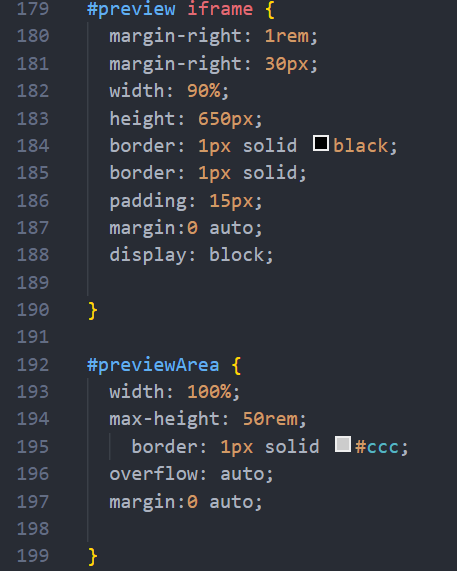 179 #preview iframe {
180 margin-right: 1rem;
181 margin-right: 30px;
182 width: 90%;
183 height: 650px;
184 border: 1px solid black;
185 border: 1px solid;
186 padding: 15px;
187 margin:0 auto;
188 display: block;
189
190 }
191
192 #previewArea {
193 width: 100%;
194 max-height: 50rem;
195 border: 1px solid #ccc;
196 overflow: auto;
197 margin:0 auto;
198
199 }